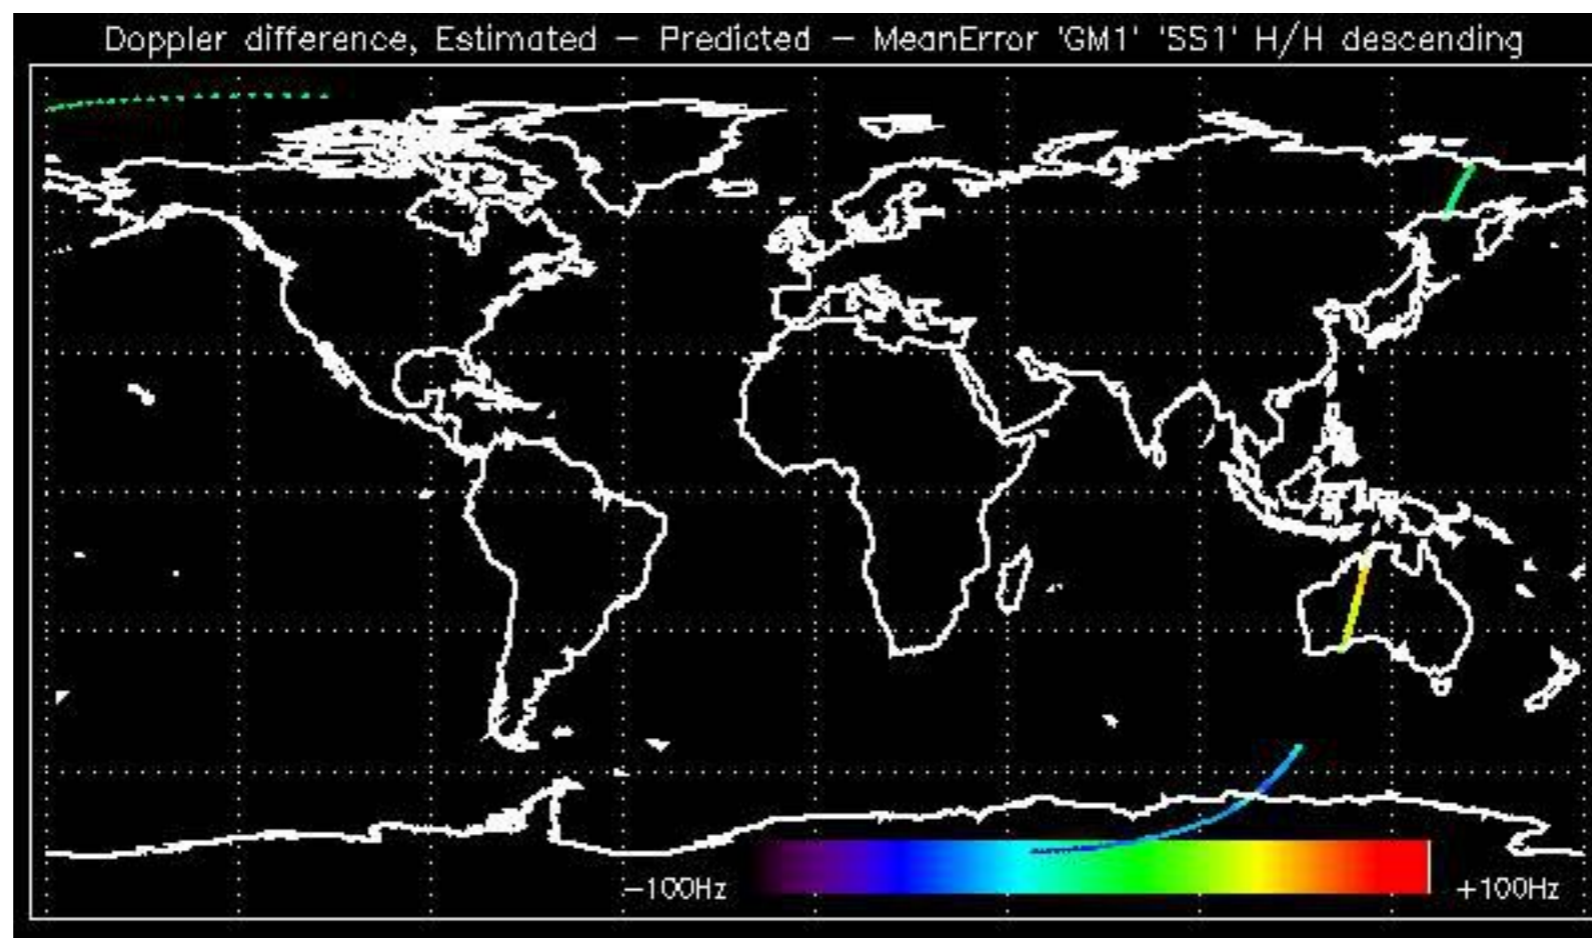 Doppler difference, Estimated – Predicted – MeanError 'GM1' 'SS1' H/H descending
-100Hz +100Hz